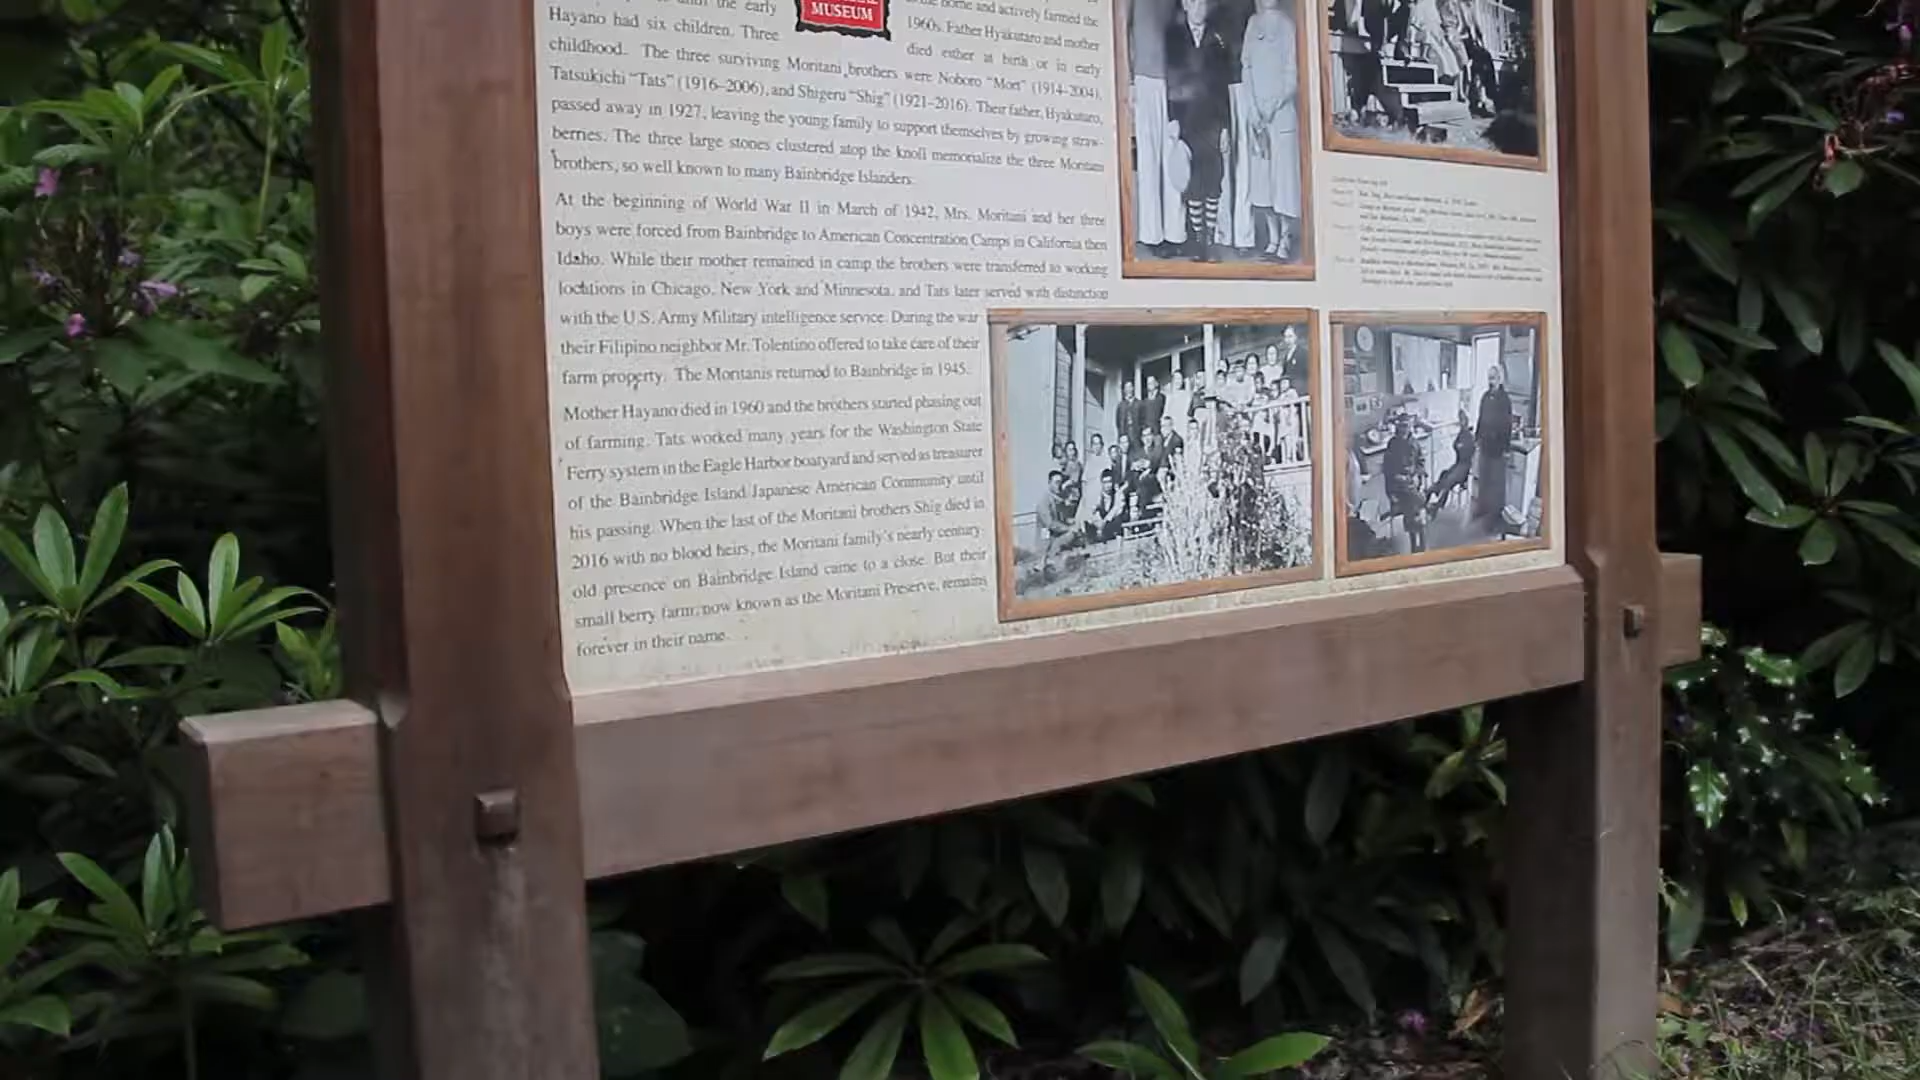 until the early
Hayano had six children. Three
childhood. The three surviving Moritani brothers were Noboro "Mort" (1914–2004),
Tatsukichi "Tats" (1916–2006), and Shigeru "Shig" (1921–2016). Their father, Hyakutaro,
passed away in 1927, leaving the young family to support themselves by growing straw-
berries. The three large stones clustered atop the knoll memorialize the three Moritani
brothers, so well known to many Bainbridge Islanders.
MUSEUM
home and actively farmed the
1960s. Father Hyakutaro and mother
died either at birth or in early
At the beginning of World War II in March of 1942, Mrs. Moritani and her three
boys were forced from Bainbridge to American Concentration Camps in California then
Idaho. While their mother remained in camp the brothers were transferred to working
locations in Chicago, New York and Minnesota, and Tats later served with distinction
with the U.S. Army Military intelligence service. During the war
their Filipino neighbor Mr. Tolentino offered to take care of their
farm property. The Moritanis returned to Bainbridge in 1945.
Mother Hayano died in 1960 and the brothers started phasing out
of farming. Tats worked many years for the Washington State
Ferry system in the Eagle Harbor boatyard and served as treasurer
of the Bainbridge Island Japanese American Community until
his passing. When the last of the Moritani brothers Shig died in
2016 with no blood heirs, the Moritani family's nearly century-
old presence on Bainbridge Island came to a close. But their
small berry farm, now known as the Moritani Preserve, remains
forever in their name.